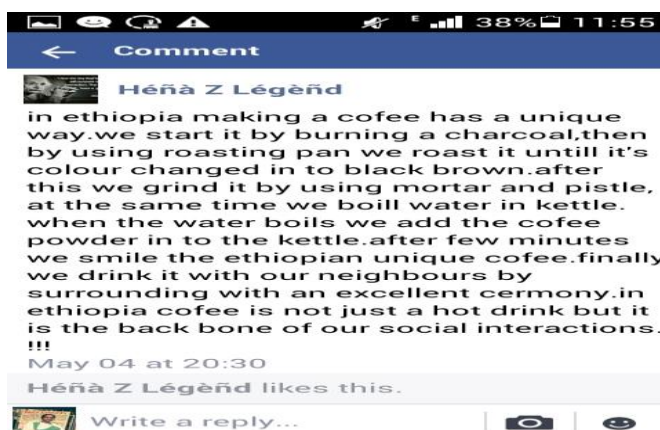 E 38% 11:55
Comment
Héñà Z Légèñd
in ethiopia making a cofee has a unique
way.we start it by burning a charcoal,then
by using roasting pan we roast it untill it's
colour changed in to black brown.after
this we grind it by using mortar and pistle,
at the same time we boill water in kettle.
when the water boils we add the cofee
powder in to the kettle.after few minutes
we smile the ethiopian unique cofee.finally
we drink it with our neighbours by
surrounding with an excellent cermony.in
ethiopia cofee is not just a hot drink but it
is the back bone of our social interactions.
!!!
May 04 at 20:30
Héñà Z Légèñd likes this.
Write a reply...